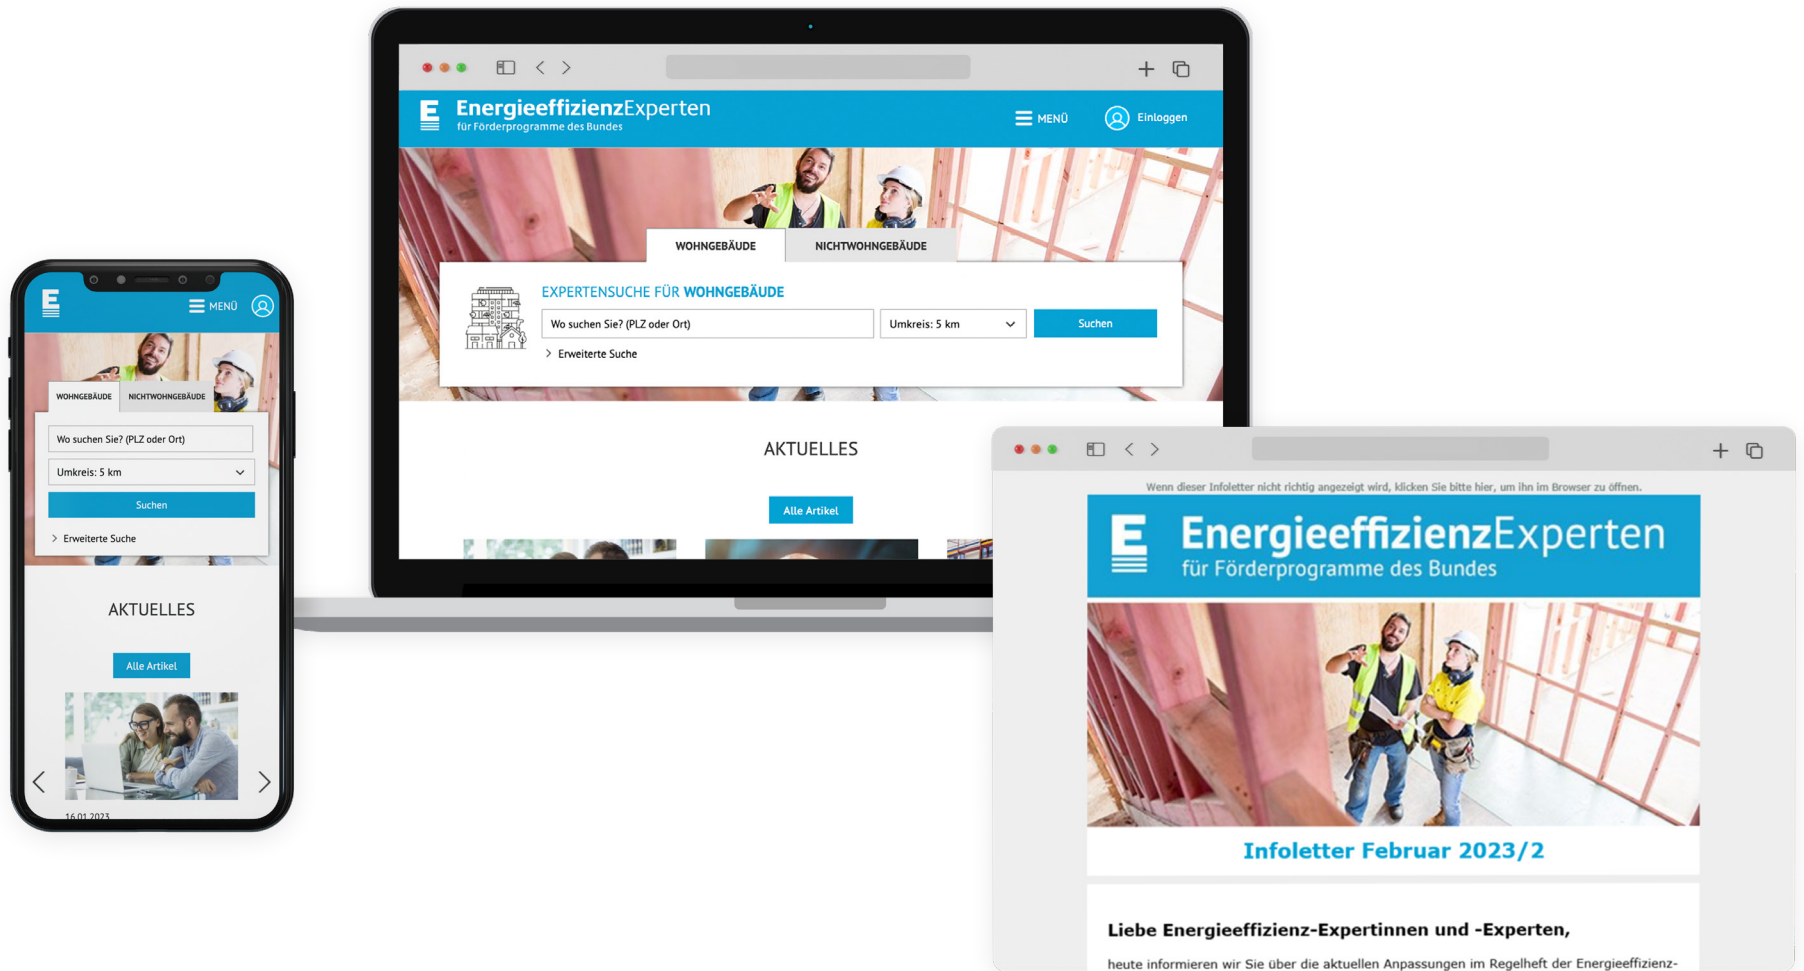 EnergieeffizienzExperten
für Förderprogramme des Bundes
MENÜ
Einloggen
WOHNGEBÄUDE
NICHTWOHNGEBÄUDE
EXPERTENSUCHE FÜR WOHNGEBÄUDE
Wo suchen Sie? (PLZ oder Ort)
Umkreis: 5 km
Suchen
Erweiterte Suche
AKTUELLES
Alle Artikel
E
MENÜ
WOHNGEBÄUDE
NICHTWOHNGEBÄUDE
Wo suchen Sie? (PLZ oder Ort)
Umkreis: 5 km
Suchen
Erweiterte Suche
AKTUELLES
Alle Artikel
16.01.2023
Wenn dieser Infoletter nicht richtig angezeigt wird, klicken Sie bitte hier, um ihn im Browser zu öffnen.
EnergieeffizienzExperten
für Förderprogramme des Bundes
Infoletter Februar 2023/2
Liebe Energieeffizienz-Expertinnen und -Experten,
heute informieren wir Sie über die aktuellen Anpassungen im Regelheft der Energieeffizienz-